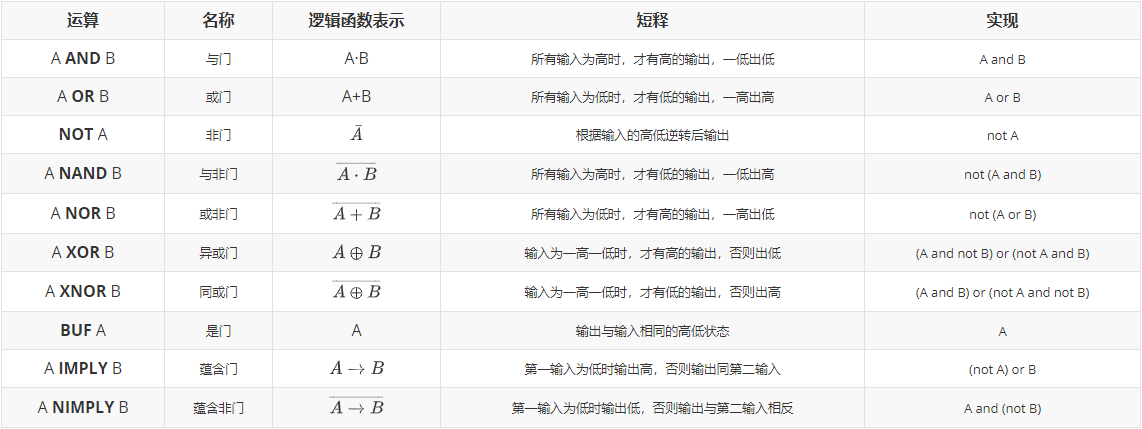 运算 名称 逻辑函数表示 短释 实现
A AND B 与门 A·B 所有输入为高时，才有高的输出，一低出低 A and B
A OR B 或门 A+B 所有输入为低时，才有低的输出，一高出高 A or B
NOT A 非门 Ā 根据输入的高低逆转后输出 not A
A NAND B 与非门 \overline{A · B} 所有输入为高时，才有低的输出，一低出高 not (A and B)
A NOR B 或非门 \overline{A + B} 所有输入为低时，才有高的输出，一高出低 not (A or B)
A XOR B 异或门 A ⊕ B 输入为一高一低时，才有高的输出，否则出低 (A and not B) or (not A and B)
A XNOR B 同或门 \overline{A ⊕ B} 输入为一高一低时，才有低的输出，否则出高 (A and B) or (not A and not B)
BUF A 是门 A 输出与输入相同的高低状态 A
A IMPLY B 蕴含门 A → B 第一输入为低时输出高，否则输出同第二输入 (not A) or B
A NIMPLY B 蕴含非门 \overline{A → B} 第一输入为低时输出低，否则输出与第二输入相反 A and (not B)